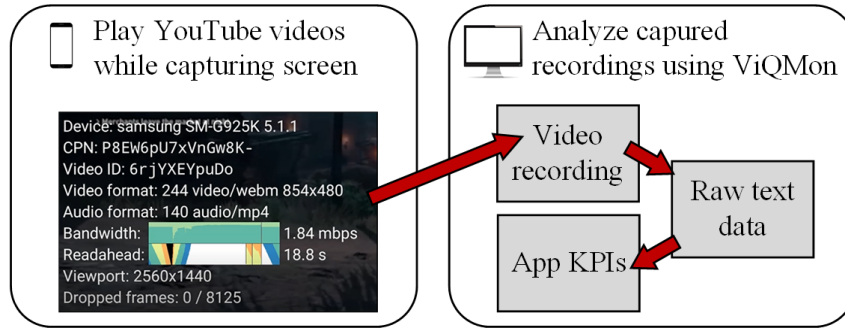 Play YouTube videos
while capturing screen
Device: samsung SM-G925K 5.1.1
CPN: P8EW6pU7xVnGw8K-
Video ID: 6rjYXEYpuDo
Video format: 244 video/webm 854x480
Audio format: 140 audio/mp4
Bandwidth: 1.84 mbps
Readahead: 18.8 s
Viewport: 2560x1440
Dropped frames: 0 / 8125
Analyze capured
recordings using ViQMon
Video
recording
Raw text
data
App KPIs